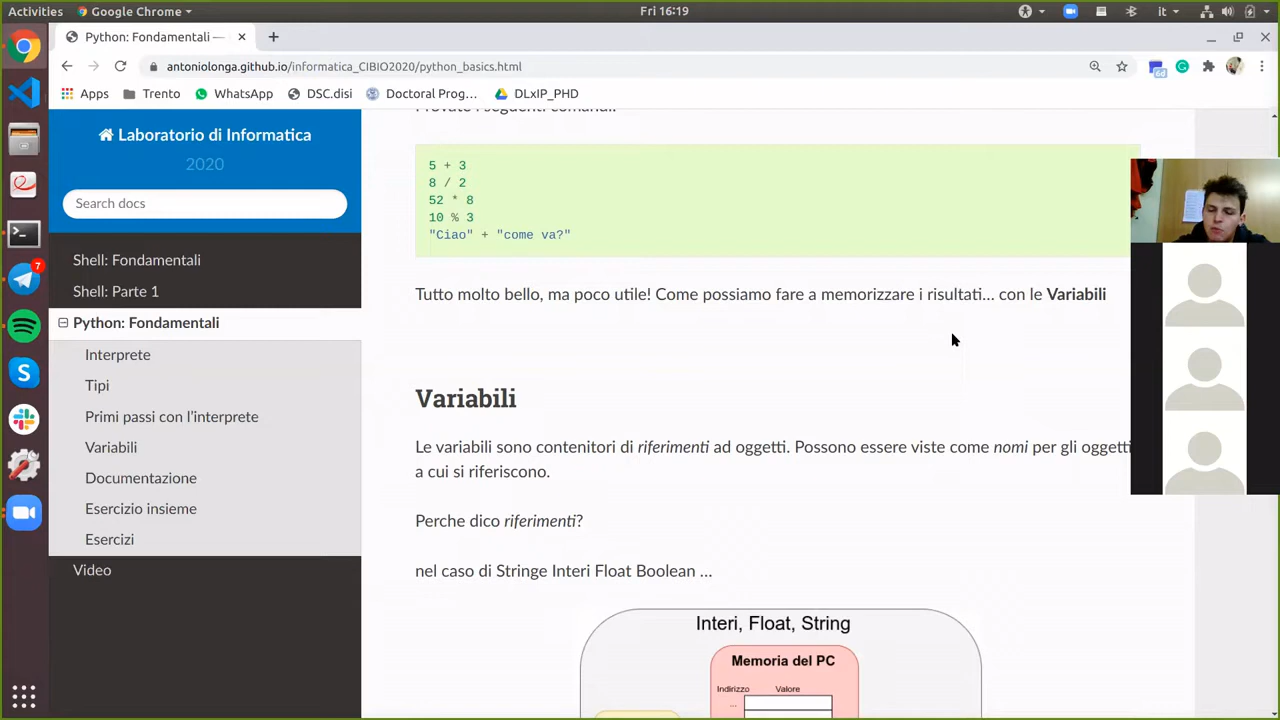 Activities
Google Chrome
Fri 16:19
it
Python: Fondamentali —
antoniolonga.github.io/informatica_CIBIO2020/python_basics.html
Apps
Trento
WhatsApp
DSC.disi
Doctoral Prog...
DLxIP_PHD
Laboratorio di Informatica
2020
Search docs
Shell: Fondamentali
Shell: Parte 1
Python: Fondamentali
Interprete
Tipi
Primi passi con l'interprete
Variabili
Documentazione
Esercizio insieme
Esercizi
Video
7
5 + 3
8 / 2
52 * 8
10 % 3
"Ciao" + "come va?"
Tutto molto bello, ma poco utile! Come possiamo fare a memorizzare i risultati... con le Variabili
Variabili
Le variabili sono contenitori di riferimenti ad oggetti. Possono essere viste come nomi per gli oggetti
a cui si riferiscono.
Perche dico riferimenti?
nel caso di Stringe Interi Float Boolean ...
Interi, Float, String
Memoria del PC
Indirizzo Valore
...